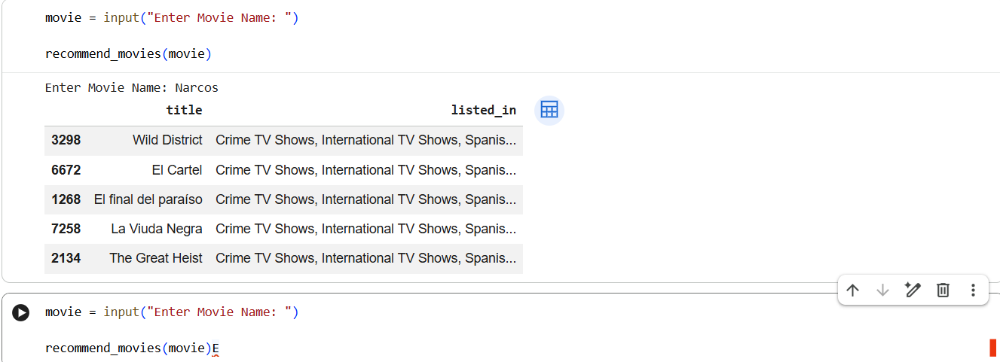 movie = input("Enter Movie Name: ")
recommend_movies(movie)
Enter Movie Name: Narcos
title listed_in
3298 Wild District Crime TV Shows, International TV Shows, Spanis...
6672 El Cartel Crime TV Shows, International TV Shows, Spanis...
1268 El final del paraíso Crime TV Shows, International TV Shows, Spanis...
7258 La Viuda Negra Crime TV Shows, International TV Shows, Spanis...
2134 The Great Heist Crime TV Shows, International TV Shows, Spanis...
movie = input("Enter Movie Name: ")
recommend_movies(movie)E